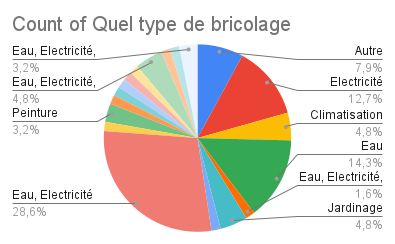 Count of Quel type de bricolage
Eau, Electricité,
3,2%
Eau, Electricité,
4,8%
Peinture
3,2%
Eau, Electricité
28,6%
Autre
7,9%
Electricité
12,7%
Climatisation
4,8%
Eau
14,3%
Eau, Electricité,
1,6%
Jardinage
4,8%